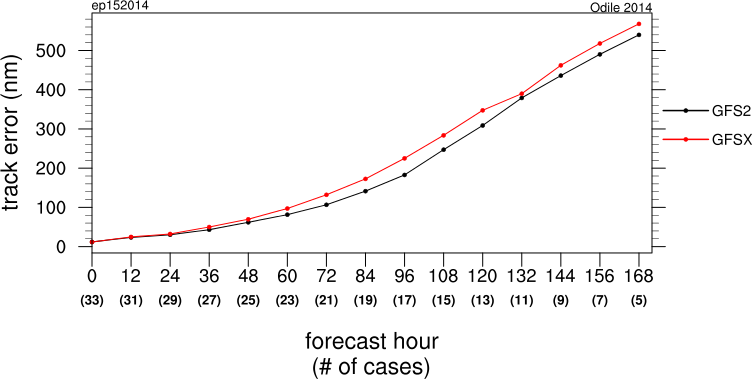 ep152014 Odile 2014
500
400
300
200
100
0
track error (nm)
GFS2
GFSX
0 12 24 36 48 60 72 84 96 108 120 132 144 156 168
(33) (31) (29) (27) (25) (23) (21) (19) (17) (15) (13) (11) (9) (7) (5)
forecast hour
(# of cases)